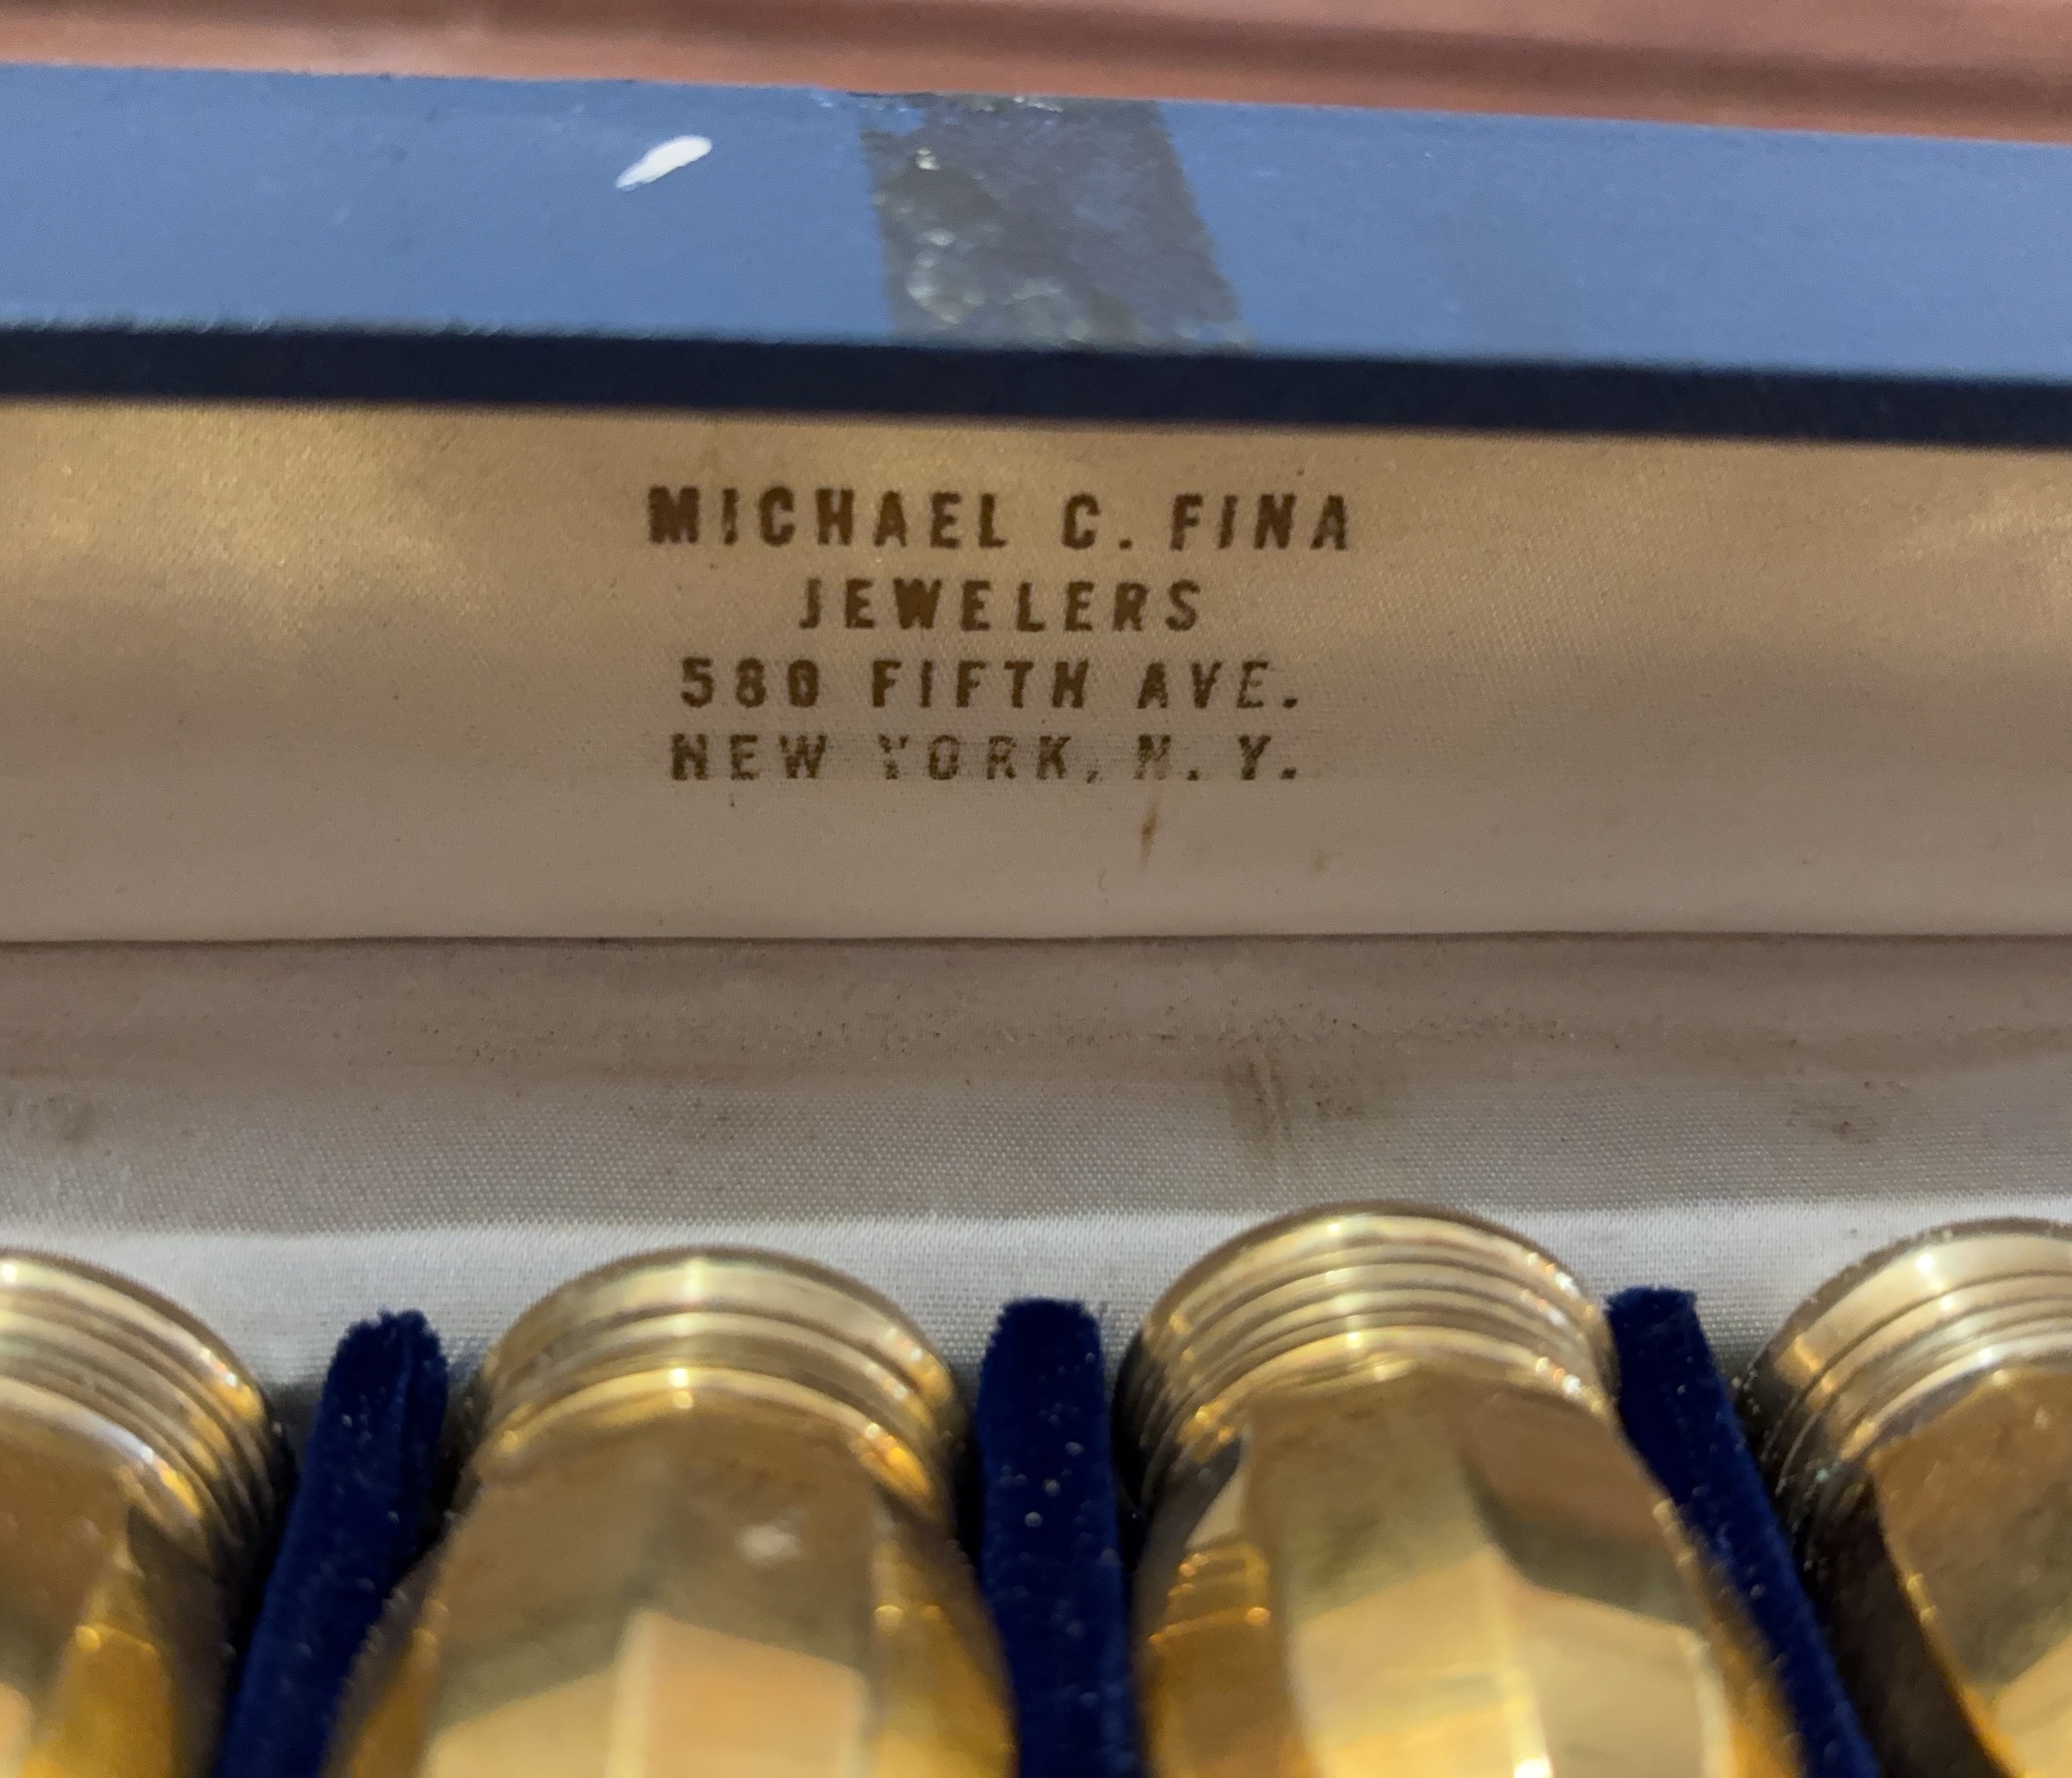 MICHAEL C. FINA
JEWELERS
580 FIFTH AVE.
NEW YORK, N. Y.